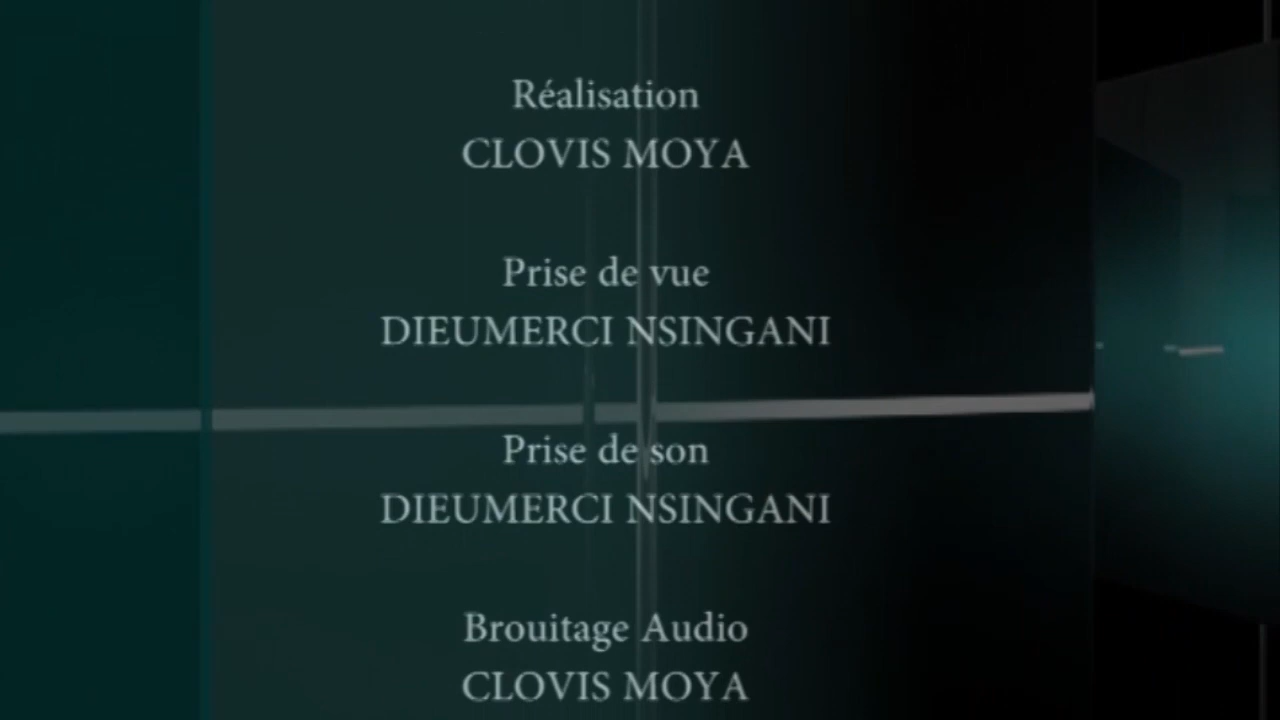 Réalisation
CLOVIS MOYA
Prise de vue
DIEUMERCI NSINGANI
Prise de son
DIEUMERCI NSINGANI
Brouitage Audio
CLOVIS MOYA